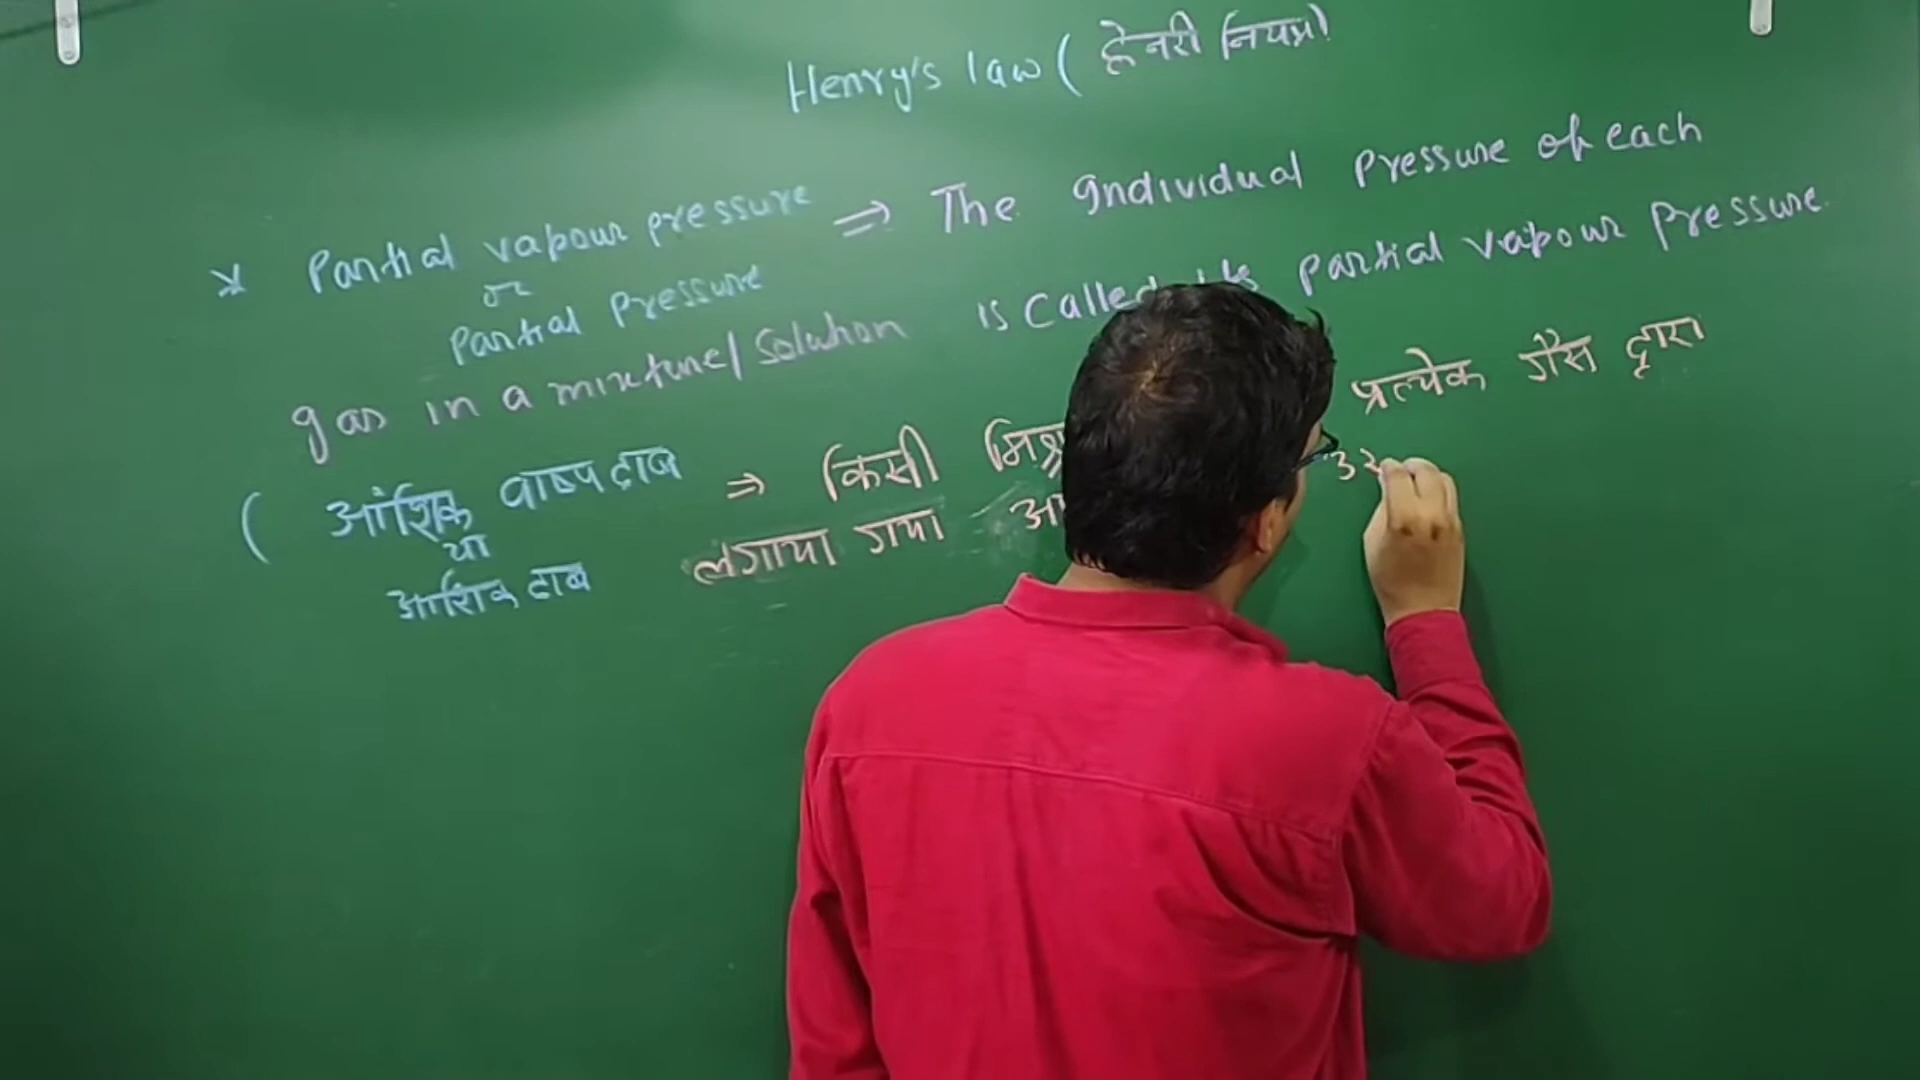 Henry's law ( हेनरी नियम)
* Partial vapour pressure ⇒ The Individual Pressure of each
or
Partial Pressure
gas in a mixture/Solution is Called partial vapour pressure.
( आंशिक वाष्प दाब ⇒ किसी प्रत्येक गैस द्वारा
या
आंशिक दाब
लगाया गया